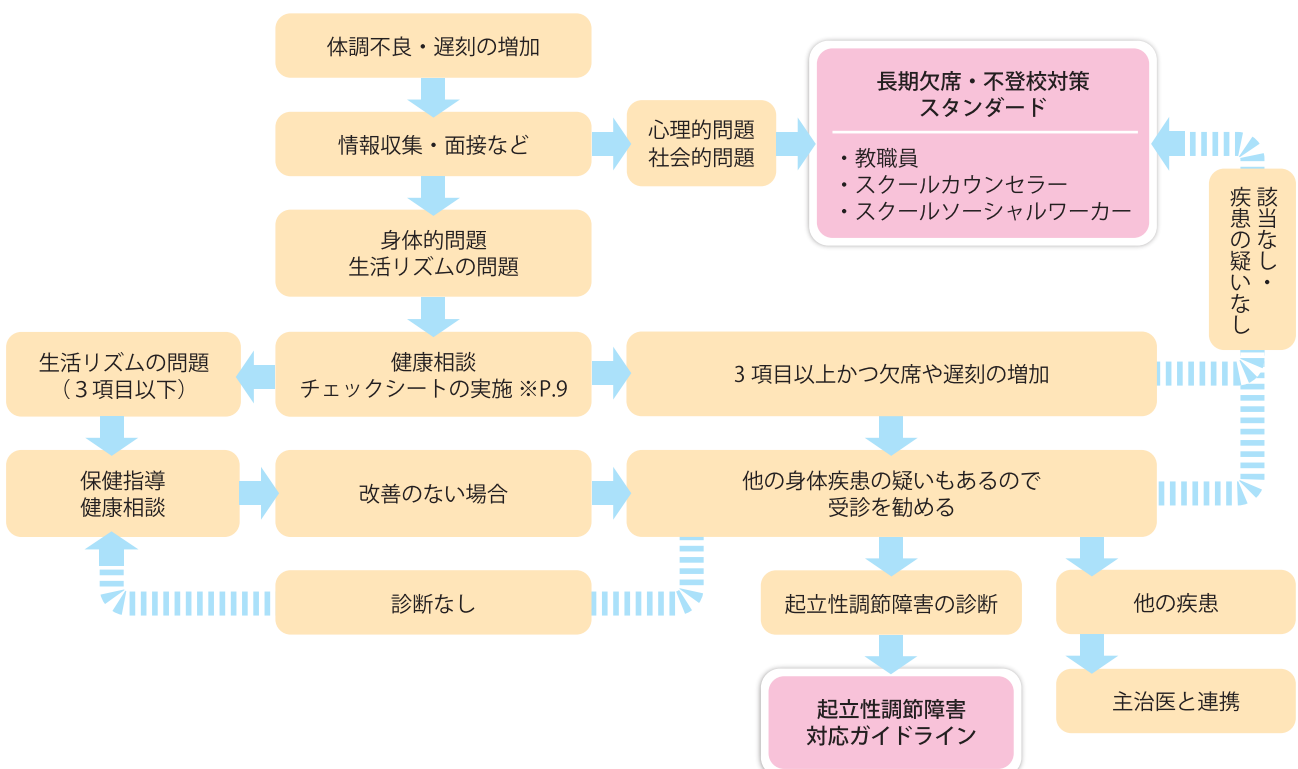 体調不良・遅刻の増加
情報収集・面接など
心理的問題
社会的問題
長期欠席・不登校対策
スタンダード
・教職員
・スクールカウンセラー
・スクールソーシャルワーカー
該当なし・
疾患の疑いなし
身体的問題
生活リズムの問題
生活リズムの問題
（３項目以下）
健康相談
チェックシートの実施 ※P.9
3 項目以上かつ欠席や遅刻の増加
保健指導
健康相談
改善のない場合
他の身体疾患の疑いもあるので
受診を勧める
診断なし
起立性調節障害の診断
他の疾患
起立性調節障害
対応ガイドライン
主治医と連携